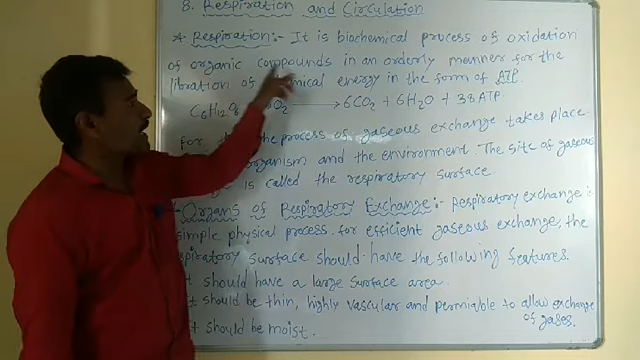 8. Respiration and Circulation
* Respiration:- It is biochemical process of oxidation
of organic compounds in an orderly manner for the
libration of chemical energy in the form of ATP.
C6H12O6 O2 → 6CO2 + 6H2O + 38 ATP
For the process of gaseous exchange takes place
organism and the environment. The site of gaseous
is called the respiratory surface
* Organs of Respiratory Exchange:- Respiratory exchange:
simple physical process. for efficient gaseous exchange, the
respiratory surface should have the following features.
It should have a large surface area.
It should be thin, highly vascular and permiable to allow exchange
of gases.
It should be moist.